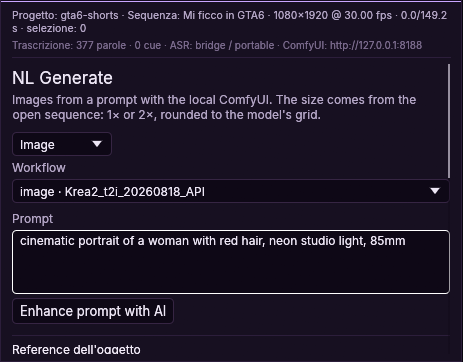 Progetto: gta6-shorts · Sequenza: Mi ficco in GTA6 · 1080×1920 @ 30.00 fps · 0.0/149.2
s · selezione: 0
Trascrizione: 377 parole · 0 cue · ASR: bridge / portable · ComfyUI: http://127.0.0.1:8188
NL Generate
Images from a prompt with the local ComfyUI. The size comes from the
open sequence: 1× or 2×, rounded to the model's grid.
Image
Workflow
image · Krea2_t2i_20260818_API
Prompt
cinematic portrait of a woman with red hair, neon studio light, 85mm
Enhance prompt with AI
Reference dell'oggetto